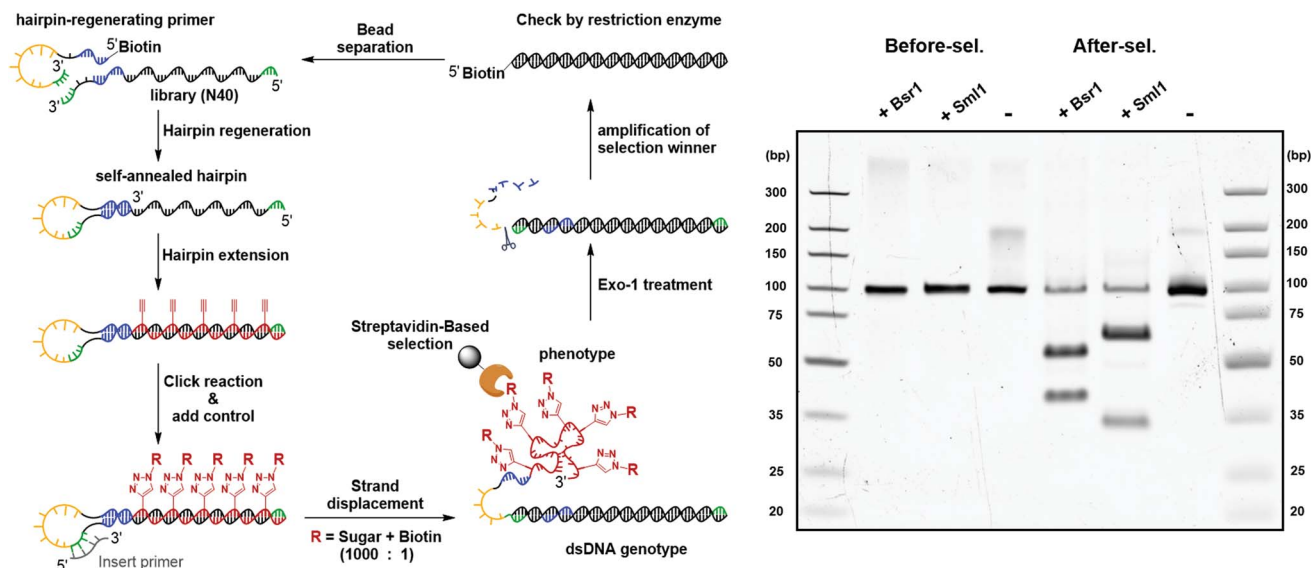 hairpin-regenerating primer
5'
Biotin
3'
3'
library (N40)
5'
Hairpin regeneration
self-annealed hairpin
3'
5'
Hairpin extension
Click reaction
&
add control
R R R R R
N N N N N
N N N N N
N N N N N
3'
5'
Insert primer
Strand
displacement
R = Sugar + Biotin
(1000 : 1)
Bead
separation
Check by restriction enzyme
5' Biotin
amplification of
selection winner
Exo-1 treatment
Streptavidin-Based
selection
phenotype
R R R
N N N
N N N
N N N
R R
N N N
N N N
3'
dsDNA genotype
Before-sel. After-sel.
+ Bsr1 + Sml1 - + Bsr1 + Sml1 -
(bp) (bp)
300 300
200 200
150 150
100 100
75 75
50 50
35 35
25 25
20 20